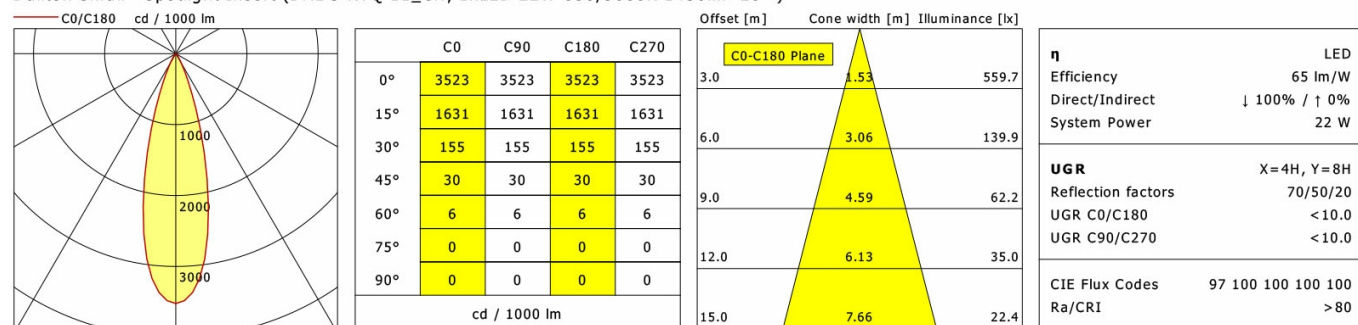 C0/C180 cd / 1000 lm
1000
2000
3000
C0 C90 C180 C270
0° 3523 3523 3523 3523
15° 1631 1631 1631 1631
30° 155 155 155 155
45° 30 30 30 30
60° 6 6 6 6
75° 0 0 0 0
90° 0 0 0 0
cd / 1000 lm
Offset [m] Cone width [m] Illuminance [lx]
C0-C180 Plane
3.0 1.53 559.7
6.0 3.06 139.9
9.0 4.59 62.2
12.0 6.13 35.0
15.0 7.66 22.4
η LED
Efficiency 65 lm/W
Direct/Indirect ↓ 100% / ↑ 0%
System Power 22 W
UGR X=4H, Y=8H
Reflection factors 70/50/20
UGR C0/C180 <10.0
UGR C90/C270 <10.0
CIE Flux Codes 97 100 100 100 100
Ra/CRI >80